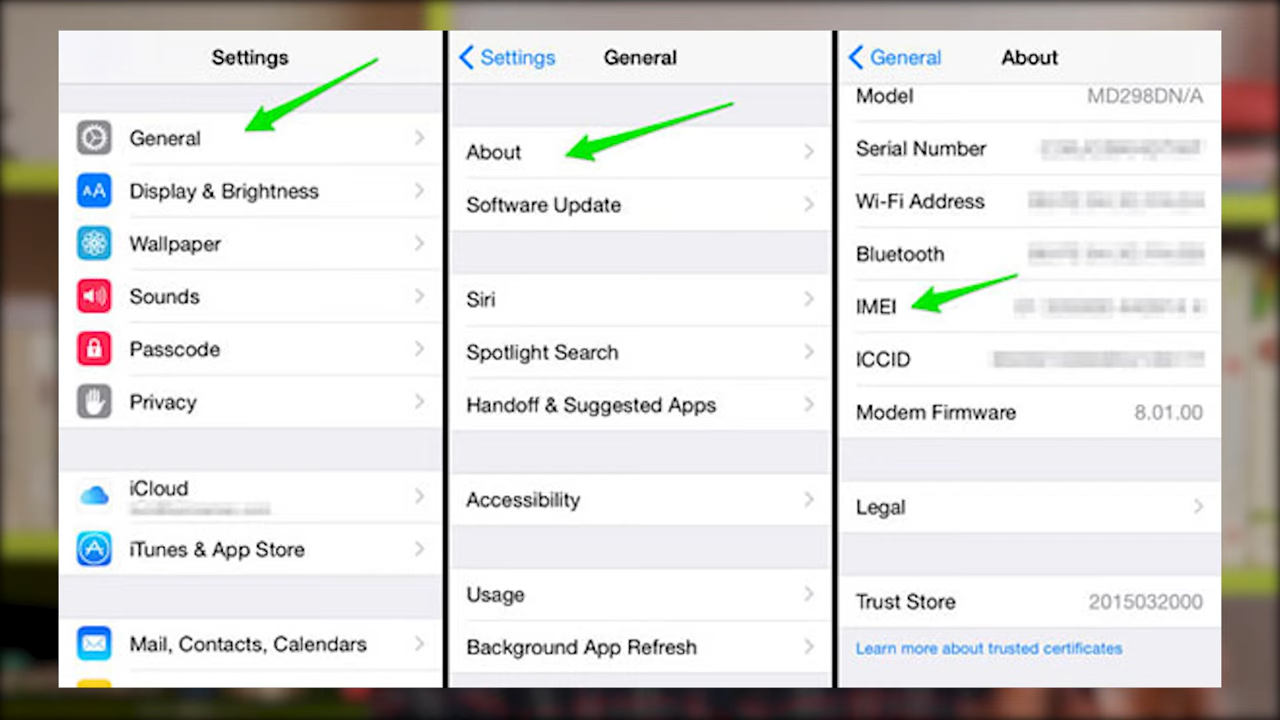 Settings
General
Display & Brightness
Wallpaper
Sounds
Passcode
Privacy
iCloud
iTunes & App Store
Mail, Contacts, Calendars
Settings
General
About
Software Update
Siri
Spotlight Search
Handoff & Suggested Apps
Accessibility
Usage
Background App Refresh
General
About
Model MD298DN/A
Serial Number
Wi-Fi Address
Bluetooth
IMEI
ICCID
Modem Firmware 8.01.00
Legal
Trust Store 2015032000
Learn more about trusted certificates